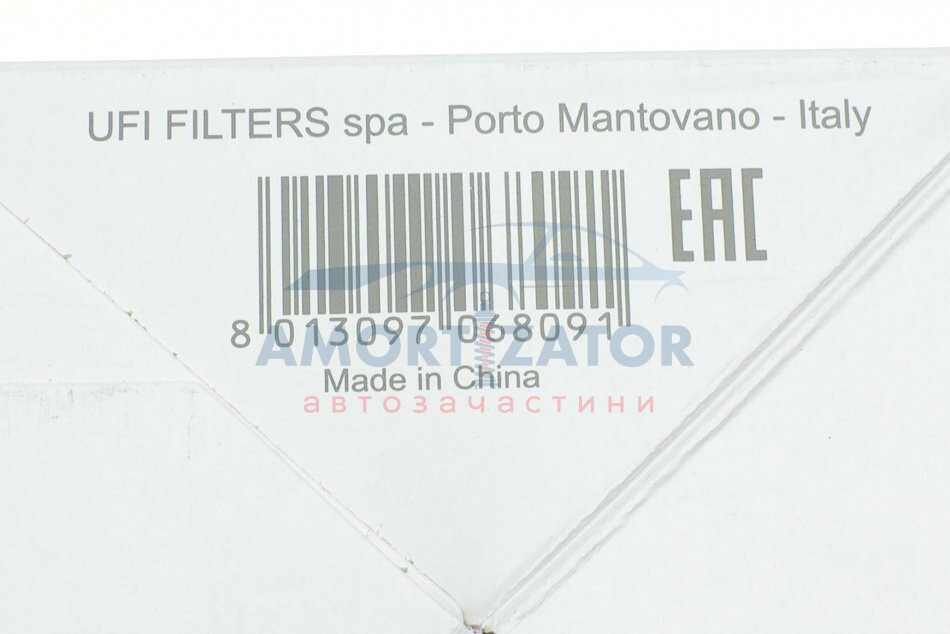 UFI FILTERS spa - Porto Mantovano - Italy
EAC
8 013097 068091
AMORTIZATOR
Made in China
автозачастини